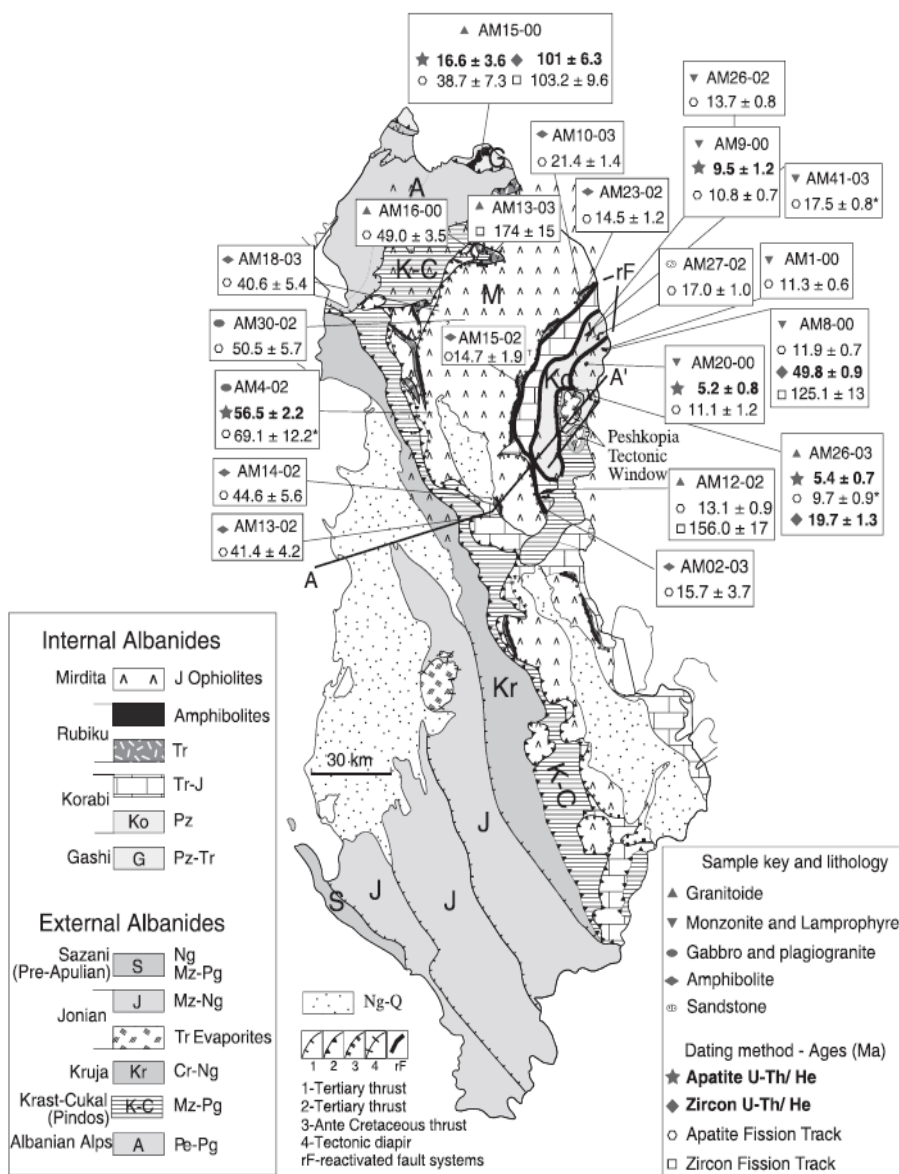 AM15-00
16.6 ± 3.6 101 ± 6.3
38.7 ± 7.3 103.2 ± 9.6
AM26-02
13.7 ± 0.8
AM10-03
21.4 ± 1.4
AM9-00
9.5 ± 1.2
10.8 ± 0.7
AM23-02
14.5 ± 1.2
AM41-03
17.5 ± 0.8*
G
A
AM16-00
49.0 ± 3.5
AM13-03
174 ± 15
K-C
M
rF
AM18-03
40.6 ± 5.4
AM27-02
17.0 ± 1.0
AM1-00
11.3 ± 0.6
AM30-02
50.5 ± 5.7
AM15-02
14.7 ± 1.9
AM8-00
11.9 ± 0.7
49.8 ± 0.9
125.1 ± 13
AM20-00
5.2 ± 0.8
11.1 ± 1.2
A'
Ko
AM4-02
56.5 ± 2.2
69.1 ± 12.2*
Peshkopia
Tectonic
Window
AM26-03
5.4 ± 0.7
9.7 ± 0.9*
19.7 ± 1.3
AM14-02
44.6 ± 5.6
AM12-02
13.1 ± 0.9
156.0 ± 17
AM13-02
41.4 ± 4.2
A
AM02-03
15.7 ± 3.7
Kr
30 km
K-C
J
S
J
J
Internal Albanides
Mirdita J Ophiolites
Amphibolites
Rubiku
Tr
Tr-J
Korabi
Ko Pz
Gashi G Pz-Tr
External Albanides
Sazani
(Pre-Apulian) S Ng
Mz-Pg
J Mz-Ng
Jonian
Tr Evaporites
Kruja Kr Cr-Ng
Krast-Cukal
(Pindos) K-C Mz-Pg
Albanian Alps A Pe-Pg
Ng-Q
1 2 3 4 rF
1-Tertiary thrust
2-Tertiary thrust
3-Ante Cretaceous thrust
4-Tectonic diapir
rF-reactivated fault systems
Sample key and lithology
Granitoide
Monzonite and Lamprophyre
Gabbro and plagiogranite
Amphibolite
Sandstone
Dating method - Ages (Ma)
Apatite U-Th/ He
Zircon U-Th/ He
Apatite Fission Track
Zircon Fission Track